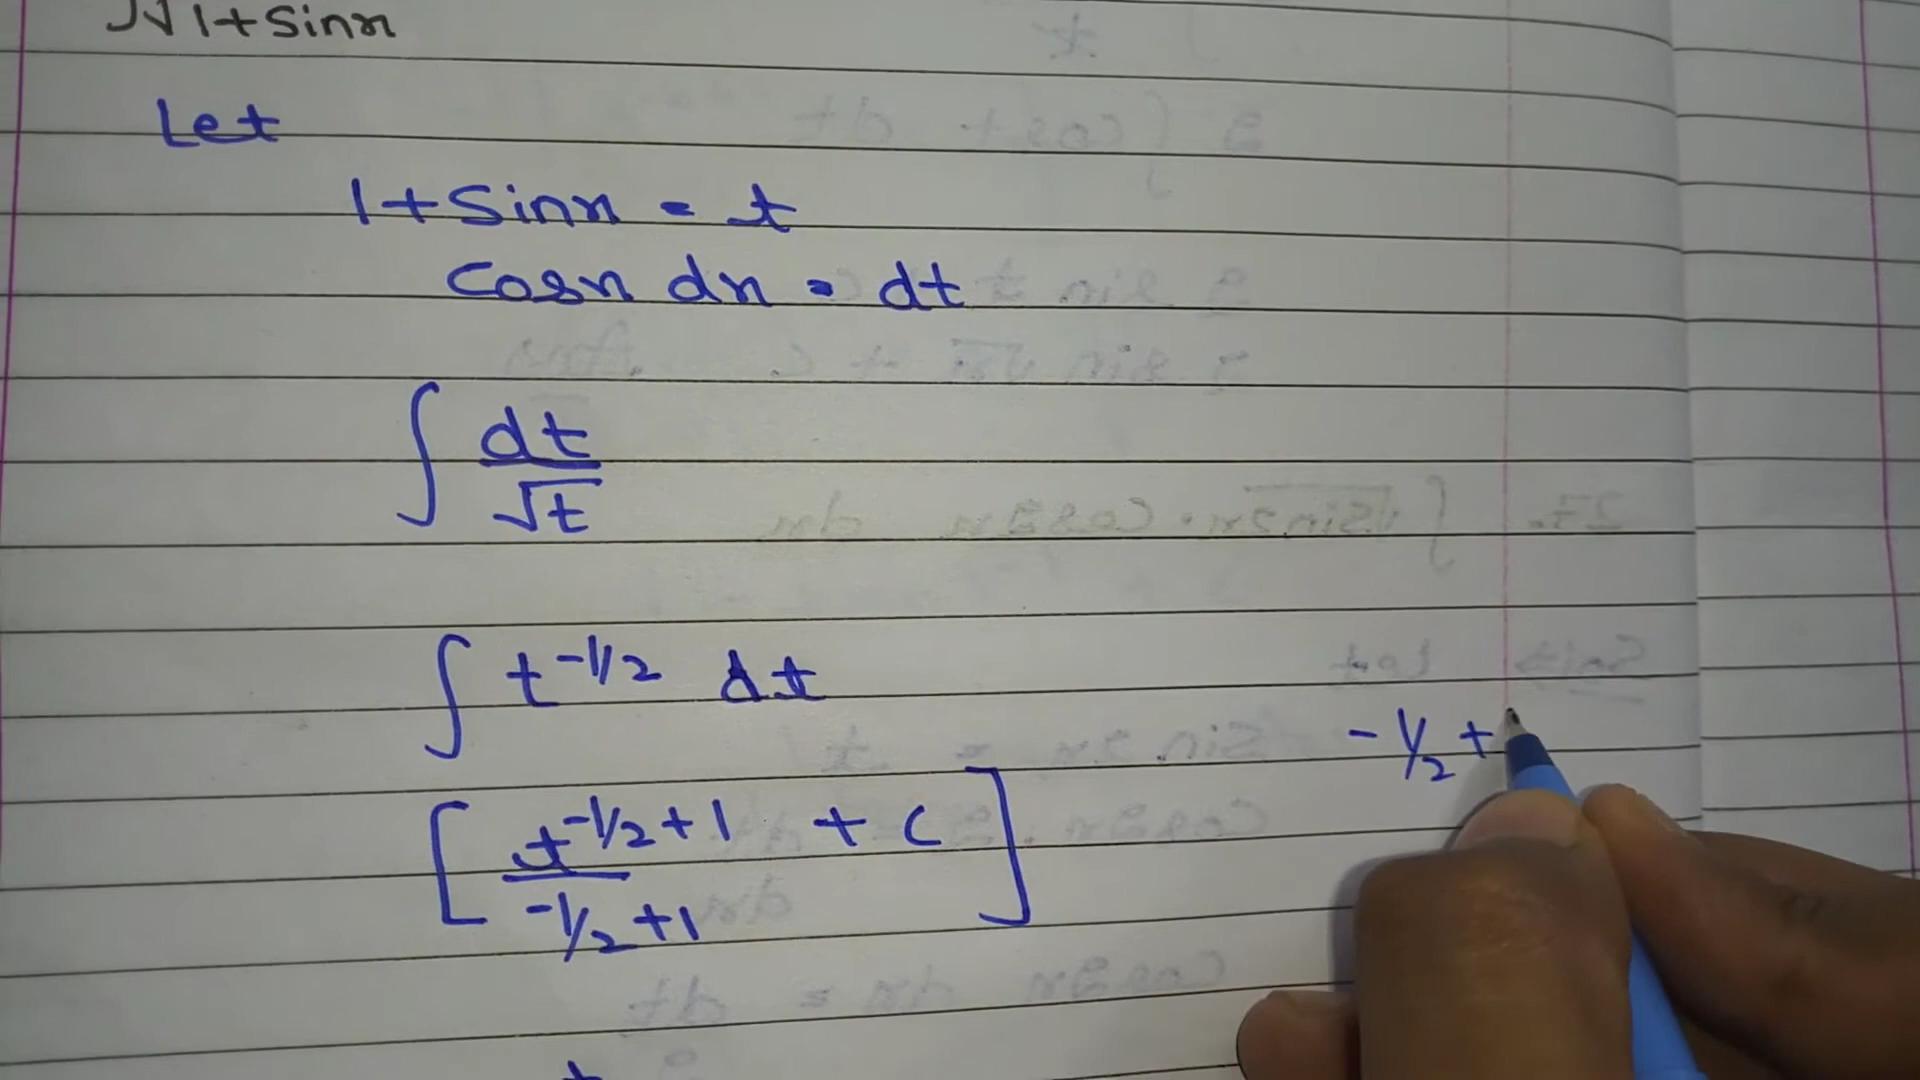 ∫√1+Sinx
Let
1+Sinx = t
Cosx dx = dt
∫ dt
√t
∫ t^-1/2 dt
- 1/2 +
[ t^-1/2+1 + C ]
-1/2+1
t